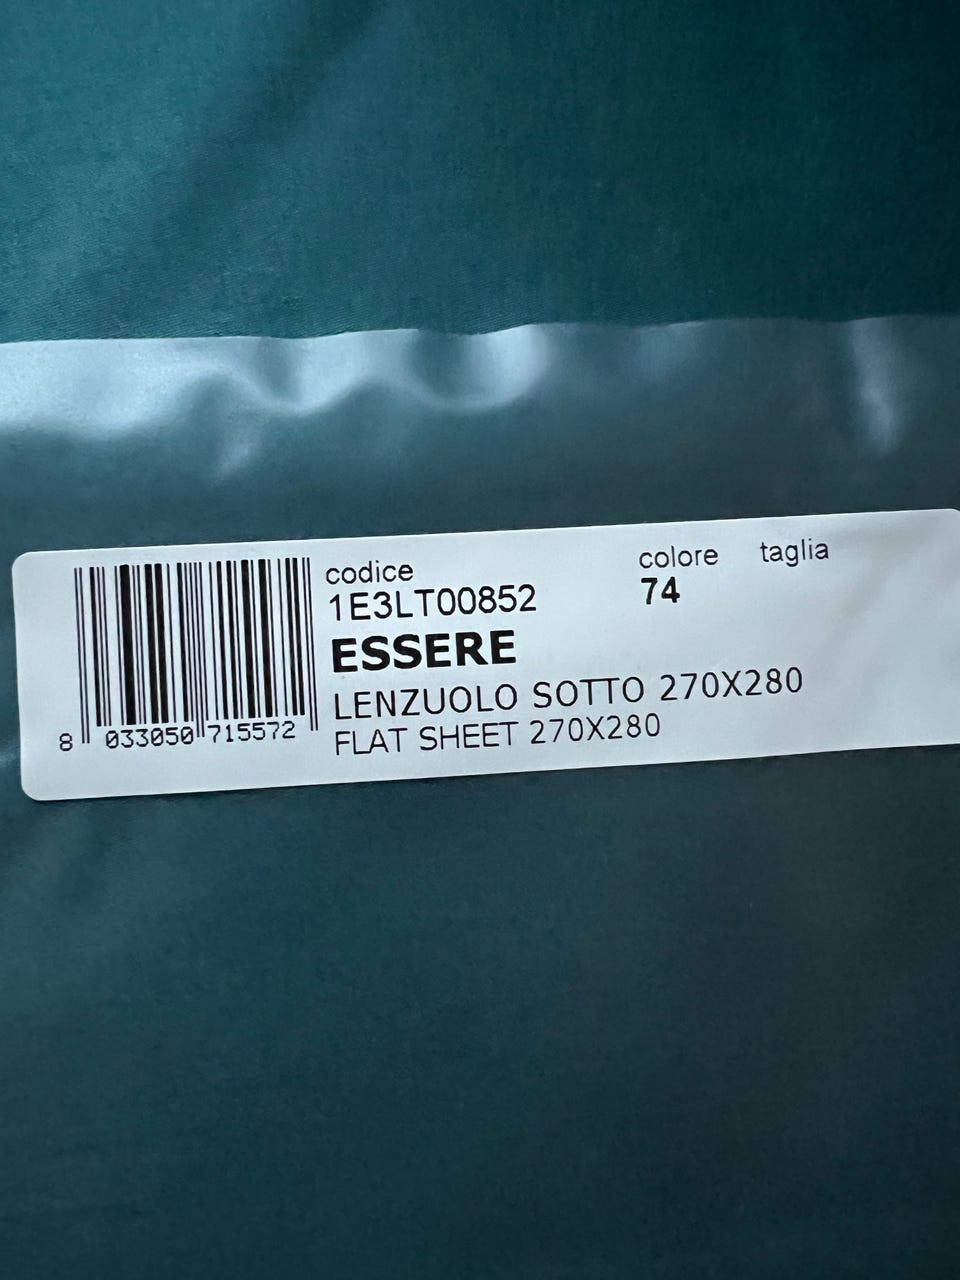 codice
1E3LT00852
colore
74
taglia
ESSERE
LENZUOLO SOTTO 270X280
FLAT SHEET 270X280
8 033050 715572